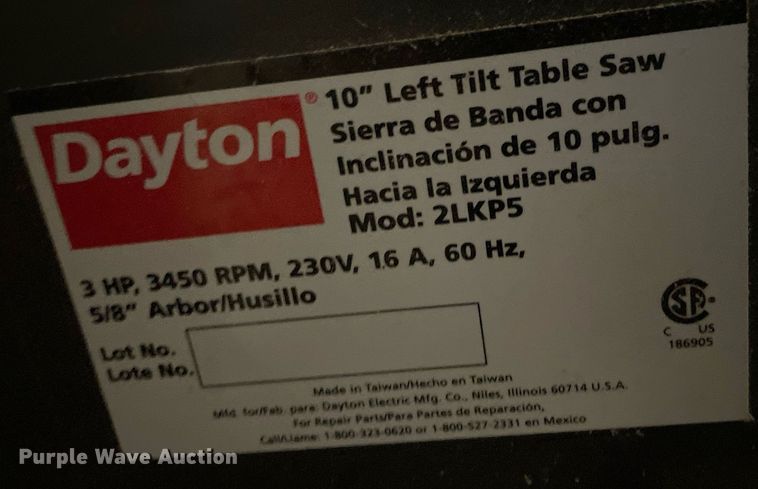 Dayton®
10" Left Tilt Table Saw
Sierra de Banda con
Inclinación de 10 pulg.
Hacia la Izquierda
Mod: 2LKP5
3 HP, 3450 RPM, 230V, 16 A, 60 Hz,
5/8" Arbor/Husillo
Lot No.
Lote No.
SA
C US
186905
Made in Taiwan/Hecho en Taiwan
Mfd. for/Fab. para: Dayton Electric Mfg. Co., Niles, Illinois 60714 U.S.A.
For Repair Parts/Para Partes de Reparación,
Call/Llame: 1-800-323-0620 or 1-800-527-2331 en Mexico
Purple Wave Auction